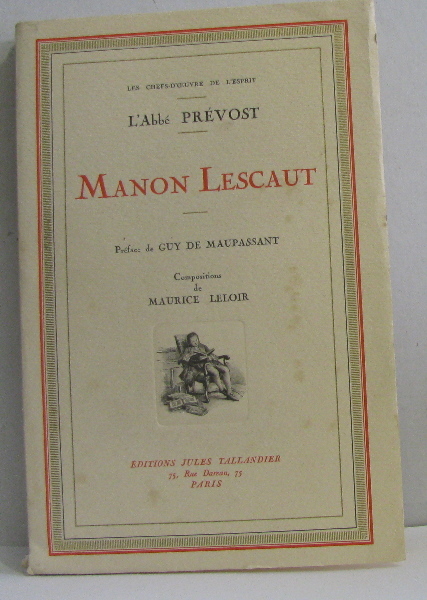 LES CHEFS-D'ŒUVRE DE L'ESPRIT
L'Abbé PRÉVOST
MANON LESCAUT
Préface de GUY DE MAUPASSANT
Compositions
de
MAURICE LELOIR
EDITIONS JULES TALLANDIER
75, Rue Dareau, 75
PARIS